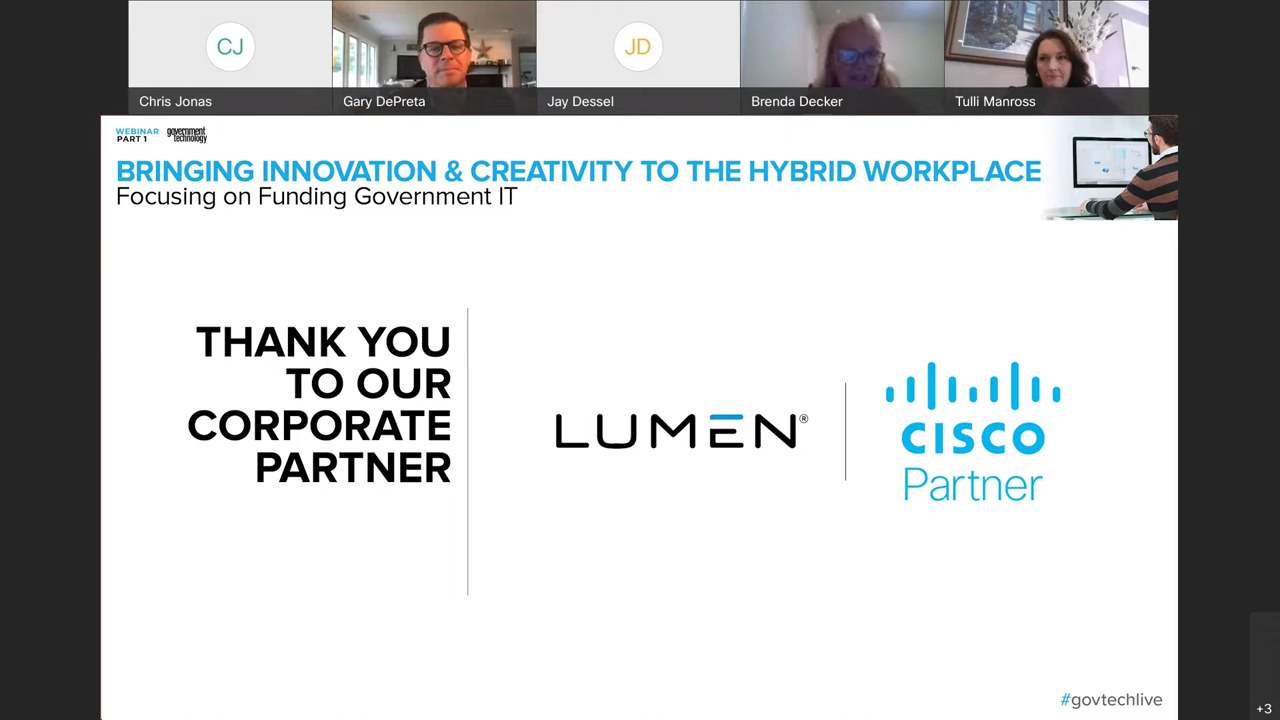 CJ
JD
Chris Jonas
Gary DePreta
Jay Dessel
Brenda Decker
Tulli Manross
WEBINAR
PART 1
government
technology
BRINGING INNOVATION & CREATIVITY TO THE HYBRID WORKPLACE
Focusing on Funding Government IT
THANK YOU
TO OUR
CORPORATE
PARTNER
LUMEN®
CISCO
Partner
#govtechlive
+3